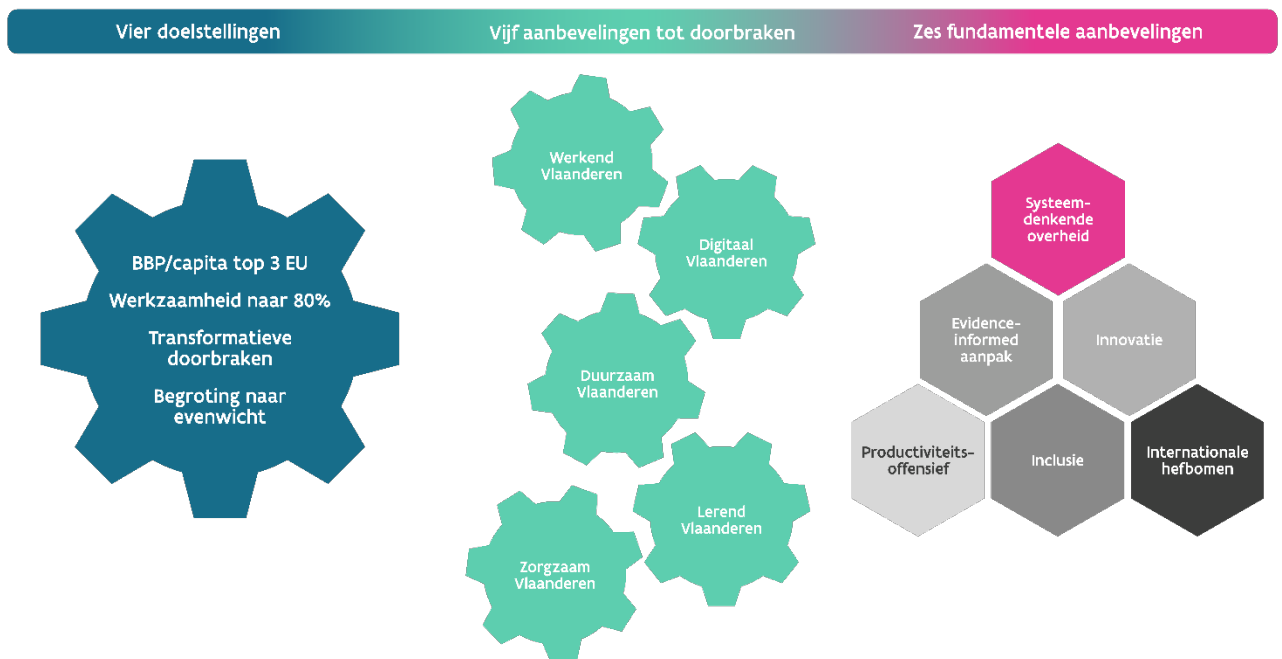 Vier doelstellingen
Vijf aanbevelingen tot doorbraken
Zes fundamentele aanbevelingen
BBP/capita top 3 EU
Werkzaamheid naar 80%
Transformatieve
doorbraken
Begroting naar
evenwicht
Werkend
Vlaanderen
Digitaal
Vlaanderen
Duurzaam
Vlaanderen
Lerend
Vlaanderen
Zorgzaam
Vlaanderen
Systeem-
denkende
overheid
Evidence-
informed
aanpak
Innovatie
Productiviteits-
offensief
Inclusie
Internationale
hefbomen